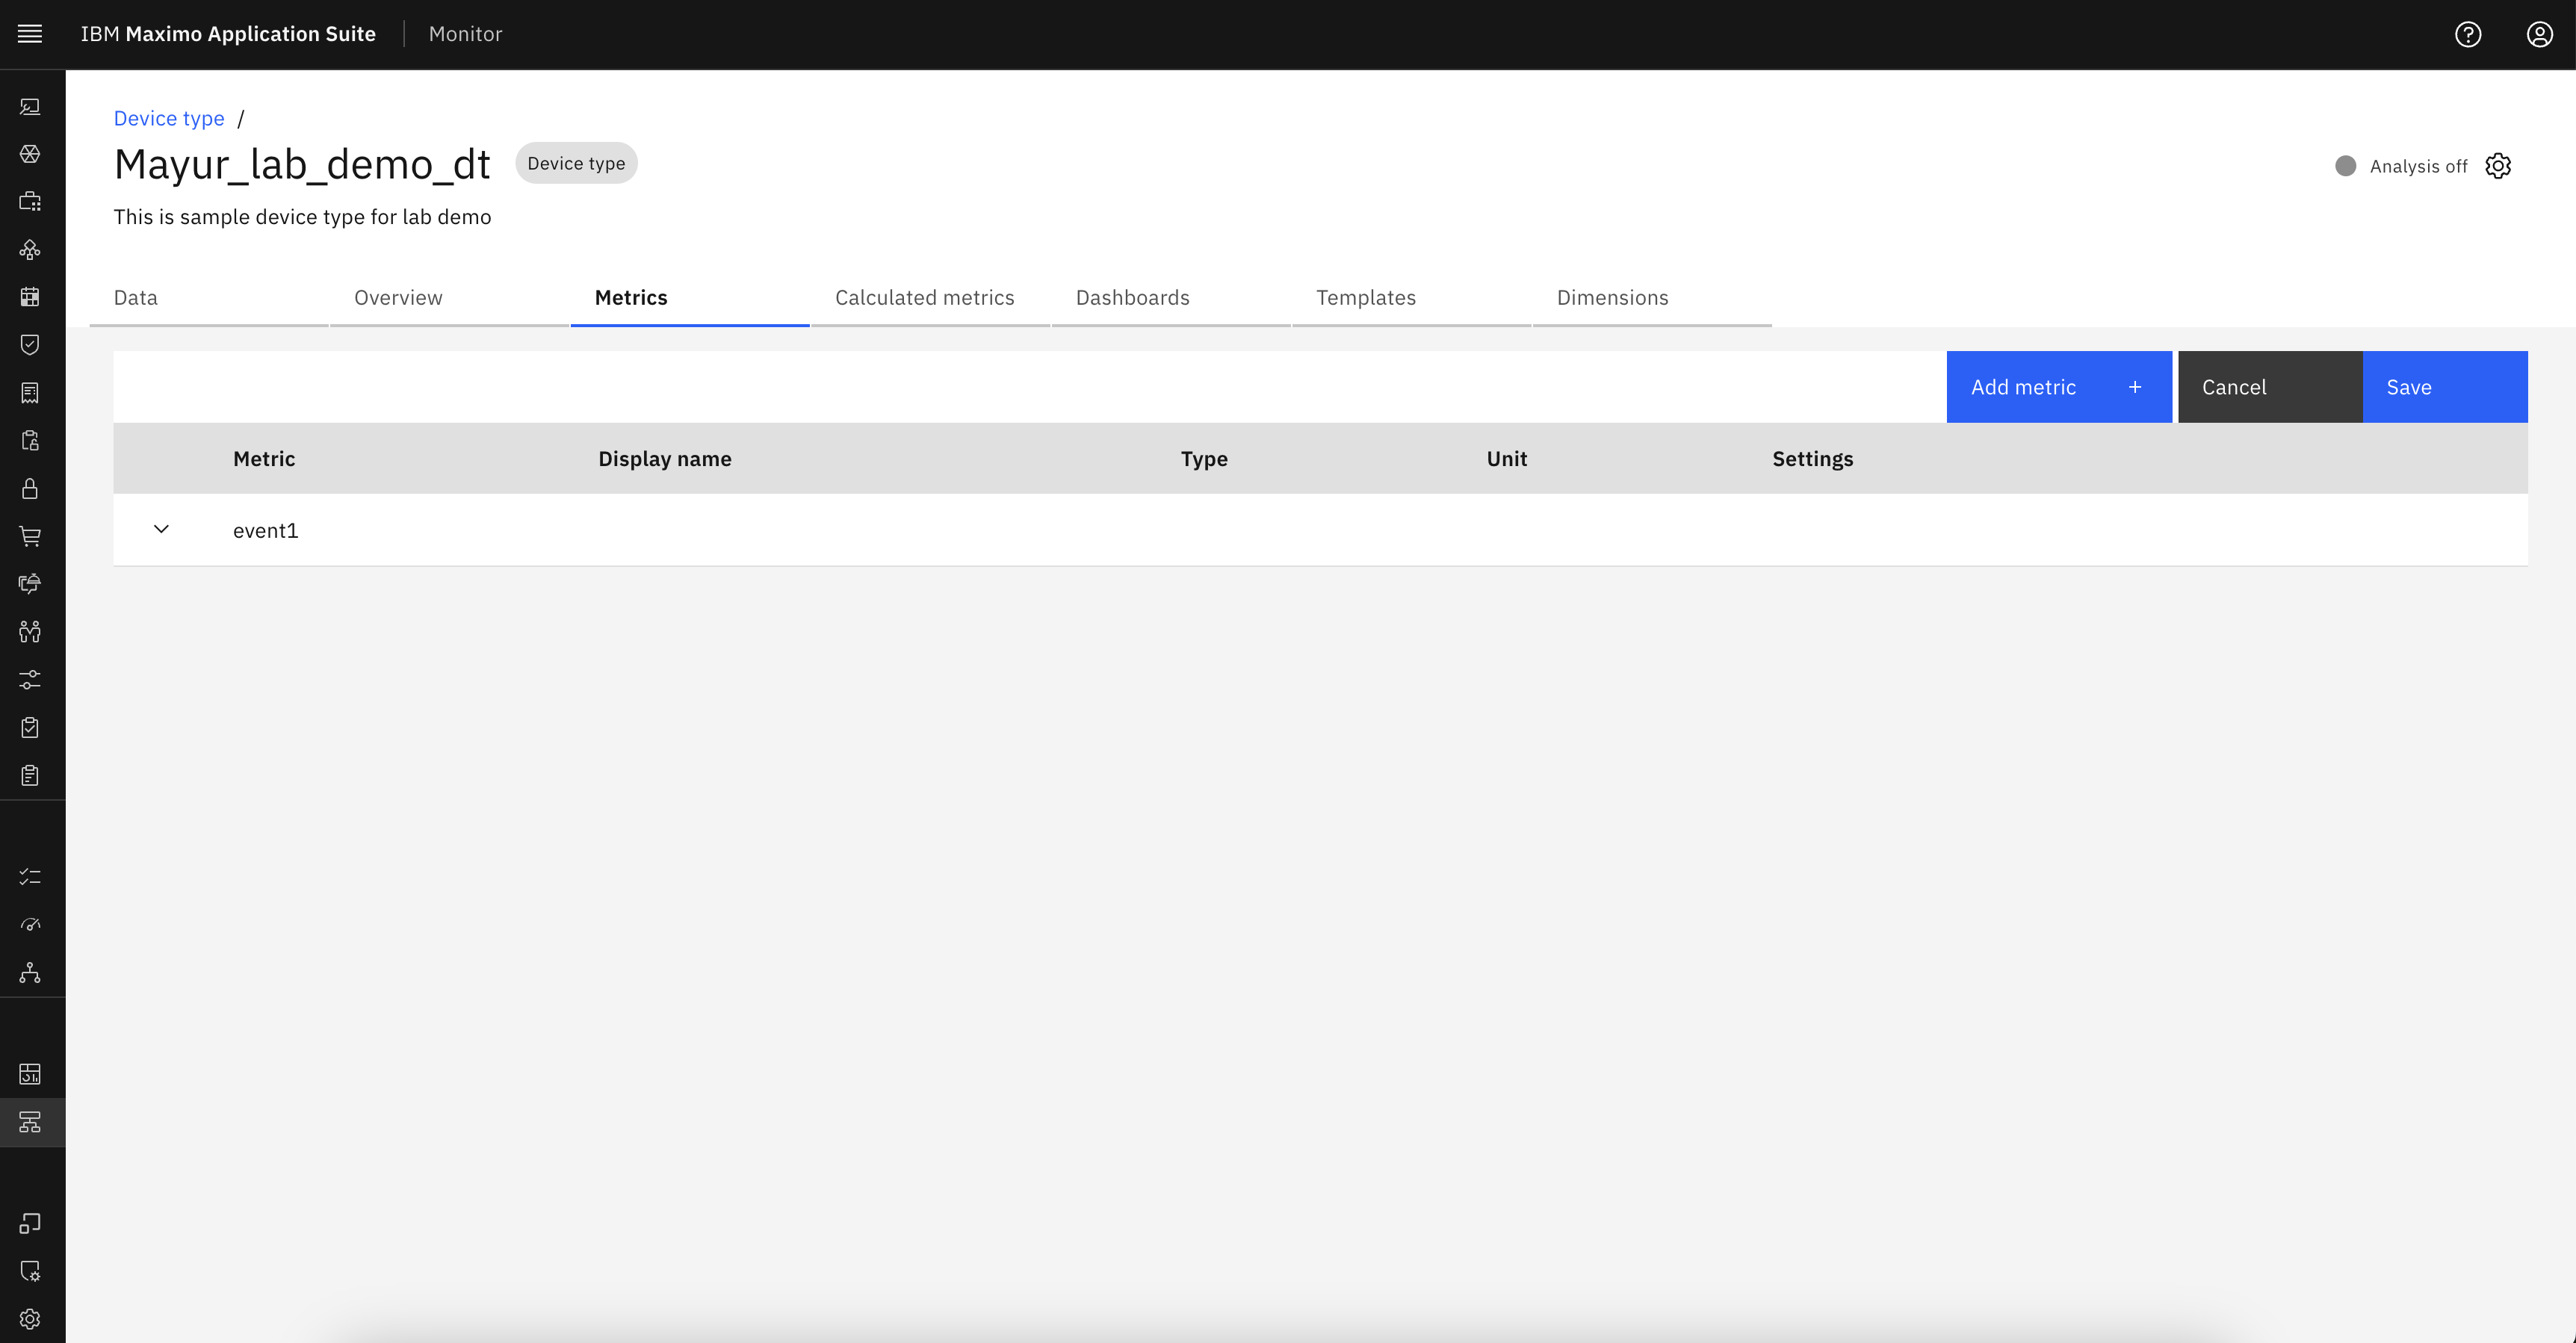 IBM Maximo Application Suite Monitor
Device type /
Mayur_lab_demo_dt Device type
Analysis off
This is sample device type for lab demo
Data Overview Metrics Calculated metrics Dashboards Templates Dimensions
Add metric + Cancel Save
Metric Display name Type Unit Settings
event1